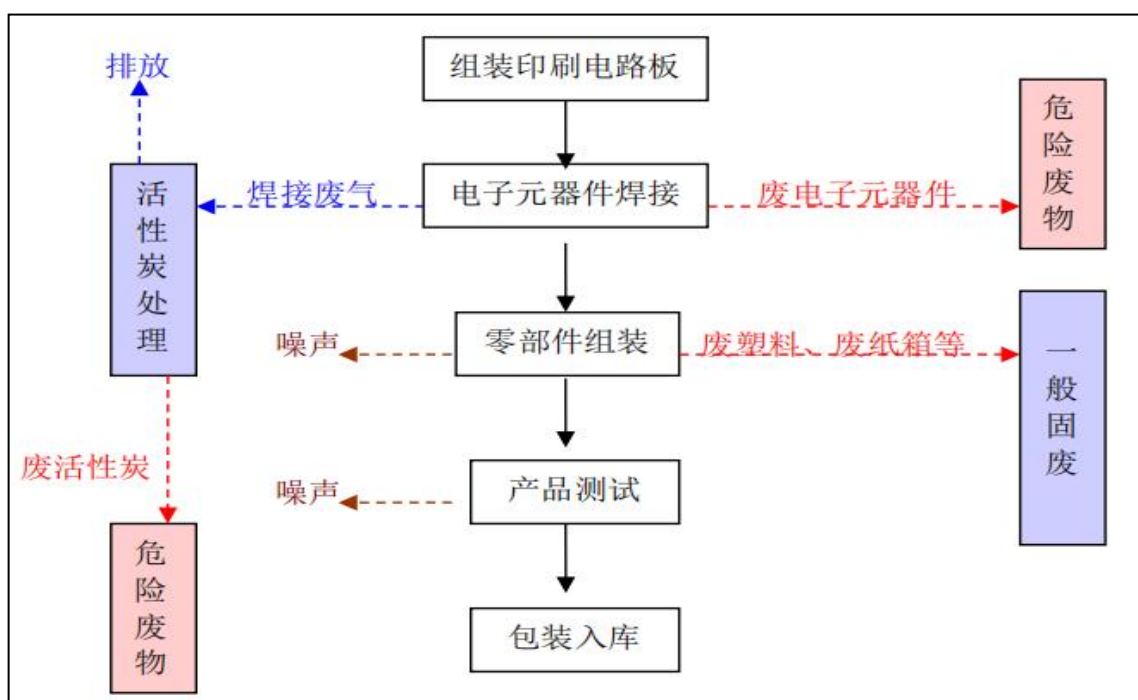 排放
组装印刷电路板
危险废物
活性炭处理
焊接废气
电子元器件焊接
废电子元器件
噪声
零部件组装
废塑料、废纸箱等
一般固废
废活性炭
噪声
产品测试
危险废物
包装入库